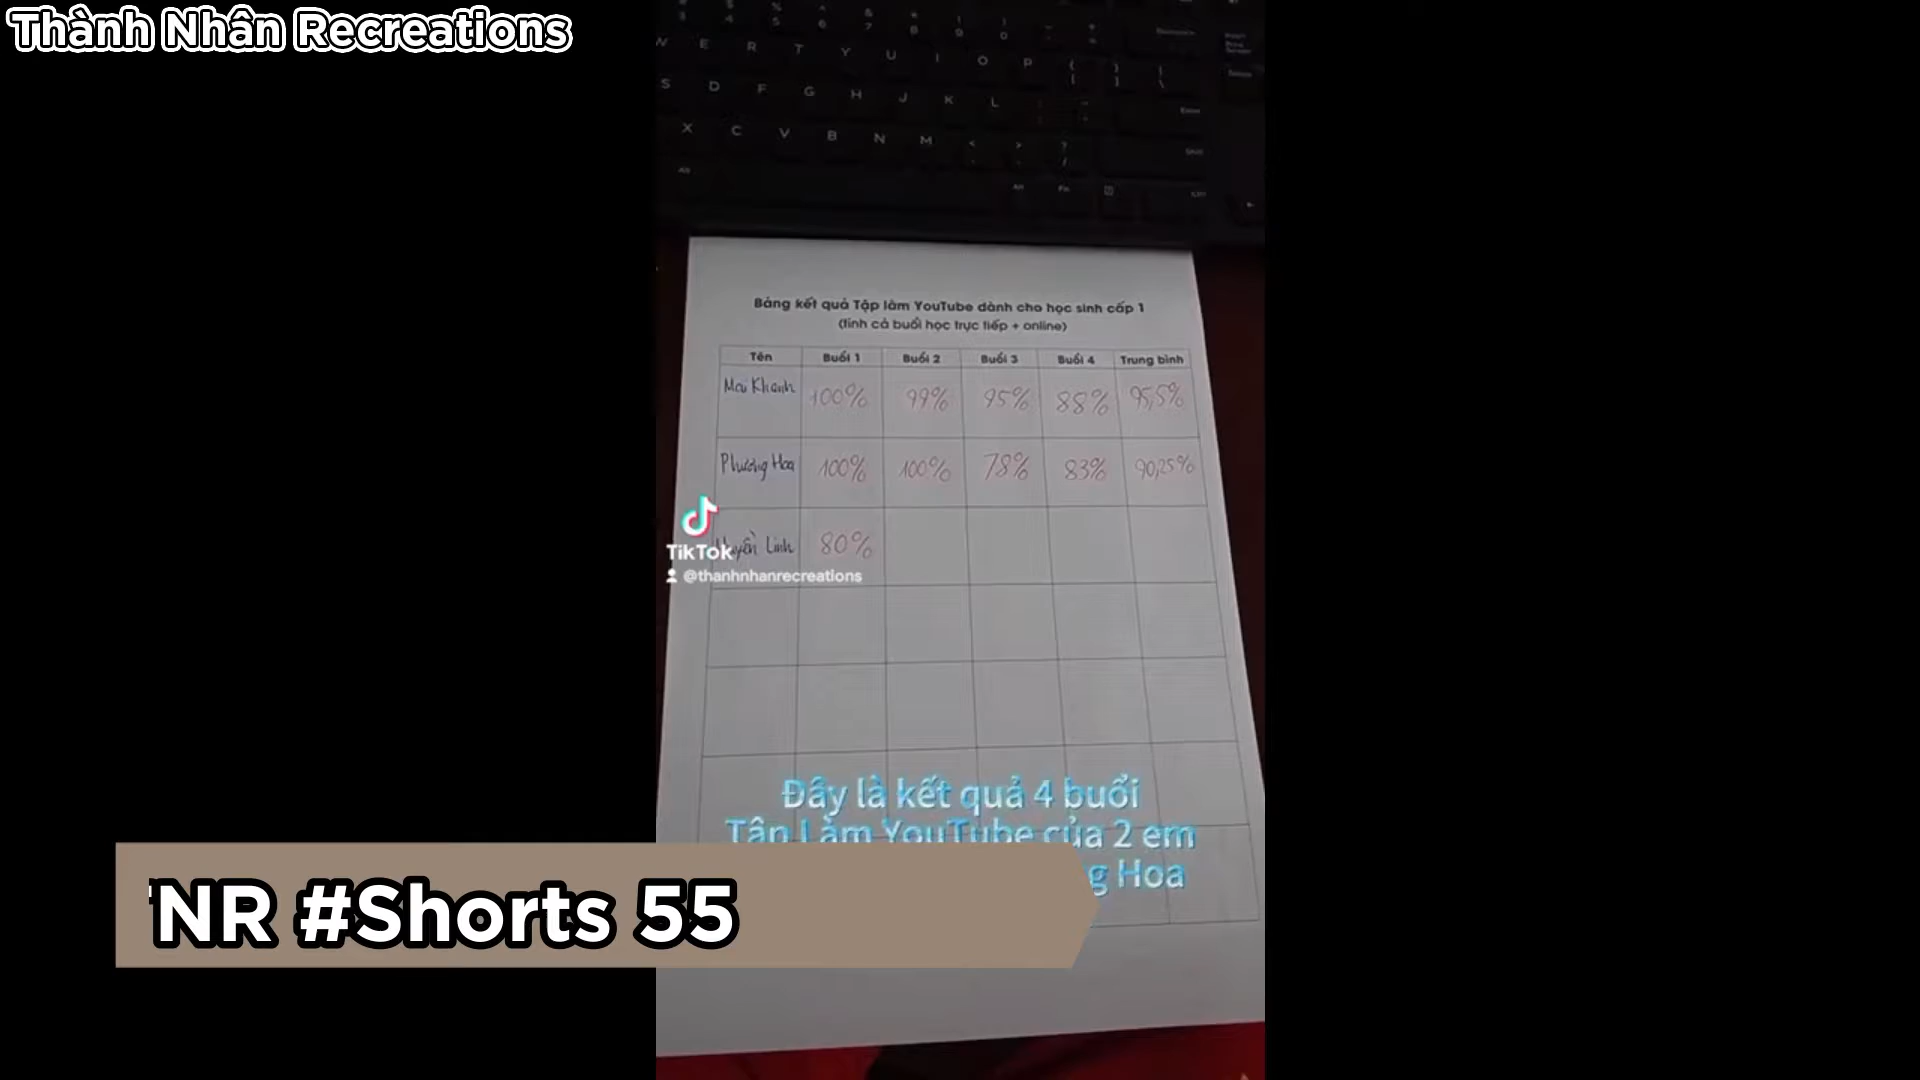 Thành Nhân Recreations
Bảng kết quả Tập làm YouTube dành cho học sinh cấp 1
(tính cả buổi học trực tiếp + online)
Tên Buổi 1 Buổi 2 Buổi 3 Buổi 4 Trung bình
Mai Khanh 100% 99% 95% 88% 95,5%
Phương Hoa 100% 100% 78% 83% 90,25%
Linh 80%
TikTok
@thanhnhanrecreations
Đây là kết quả 4 buổi
Tập Làm YouTube của 2 em
g Hoa
NR #Shorts 55